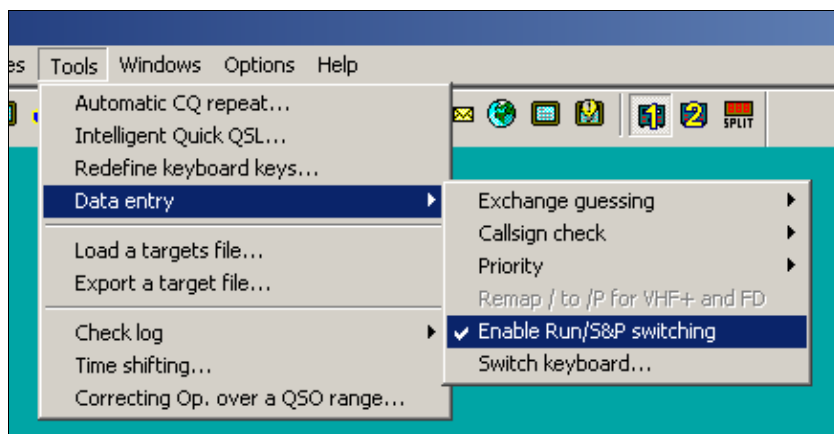 es Tools Windows Options Help
1 2 SPLIT
Automatic CQ repeat...
Intelligent Quick QSL...
Redefine keyboard keys...
Data entry
Load a targets file...
Export a target file...
Check log
Time shifting...
Correcting Op. over a QSO range...
Exchange guessing
Callsign check
Priority
Remap / to /P for VHF+ and FD
Enable Run/S&P switching
Switch keyboard...